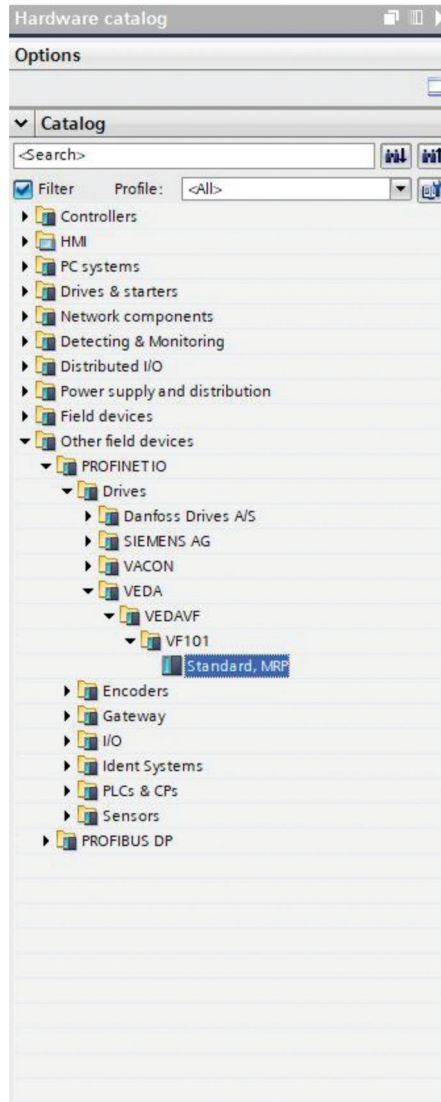 Hardware catalog
Options
Catalog
<Search>
Filter Profile: <All>
Controllers
HMI
PC systems
Drives & starters
Network components
Detecting & Monitoring
Distributed I/O
Power supply and distribution
Field devices
Other field devices
PROFINET IO
Drives
Danfoss Drives A/S
SIEMENS AG
VACON
VEDA
VEDAVF
VF101
Standard, MRP
Encoders
Gateway
I/O
Ident Systems
PLCs & CPs
Sensors
PROFIBUS DP